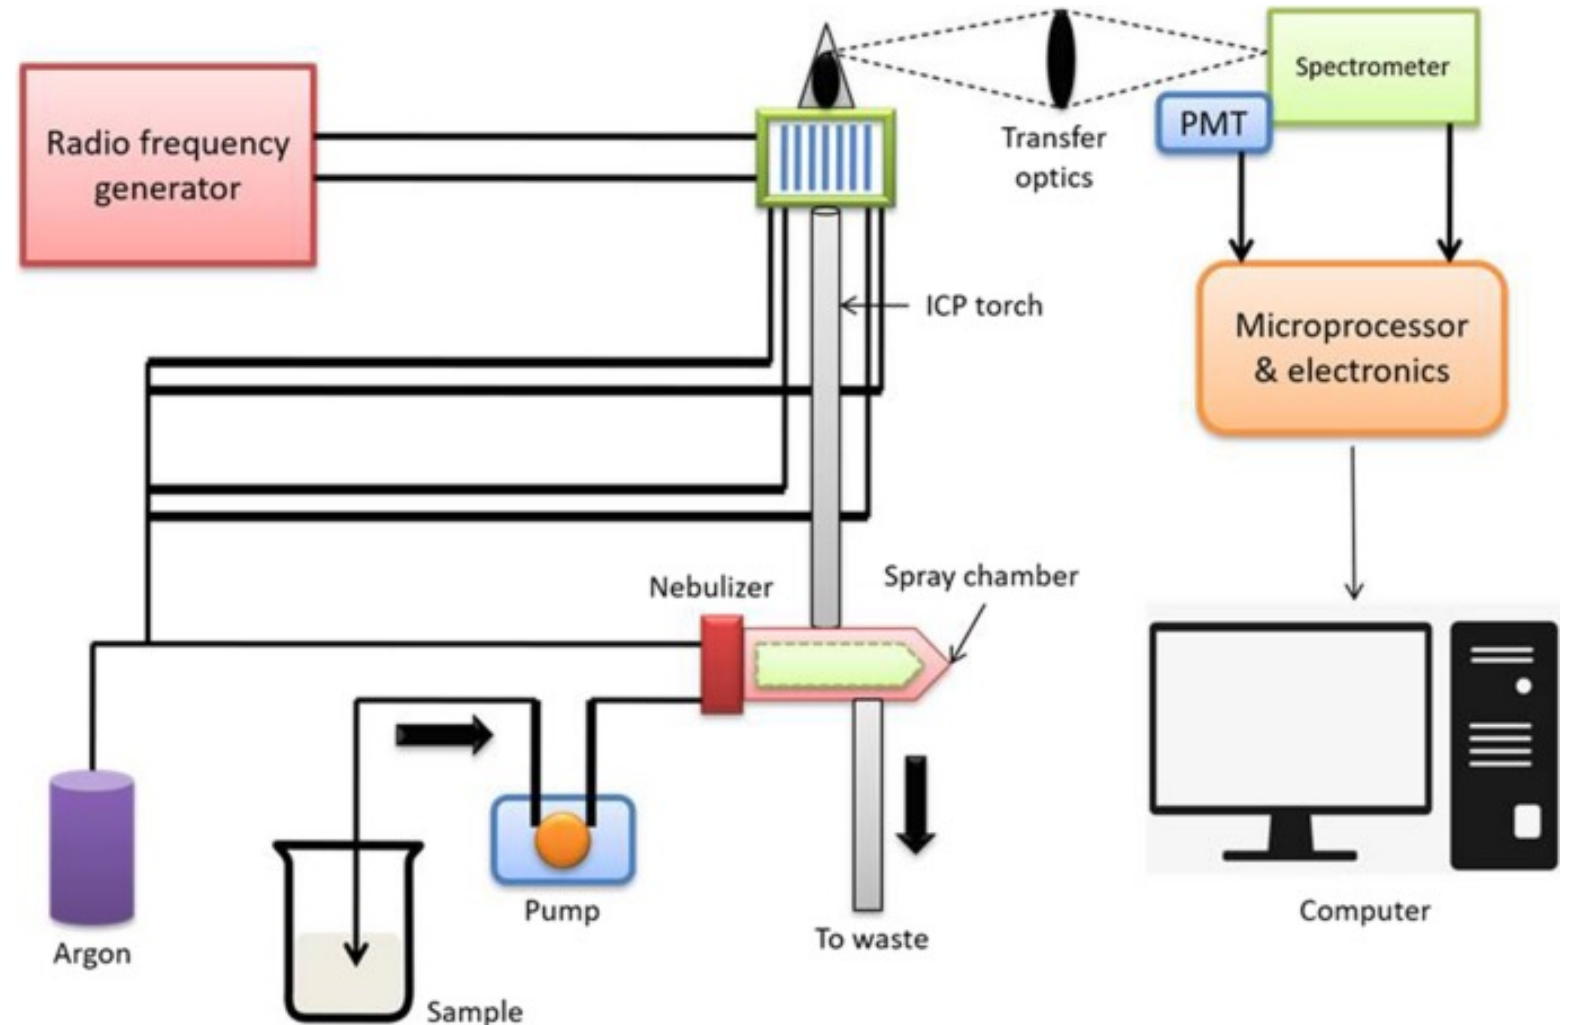 Radio frequency
generator
Transfer
optics
Spectrometer
PMT
ICP torch
Microprocessor
& electronics
Nebulizer
Spray chamber
Argon
Sample
Pump
To waste
Computer